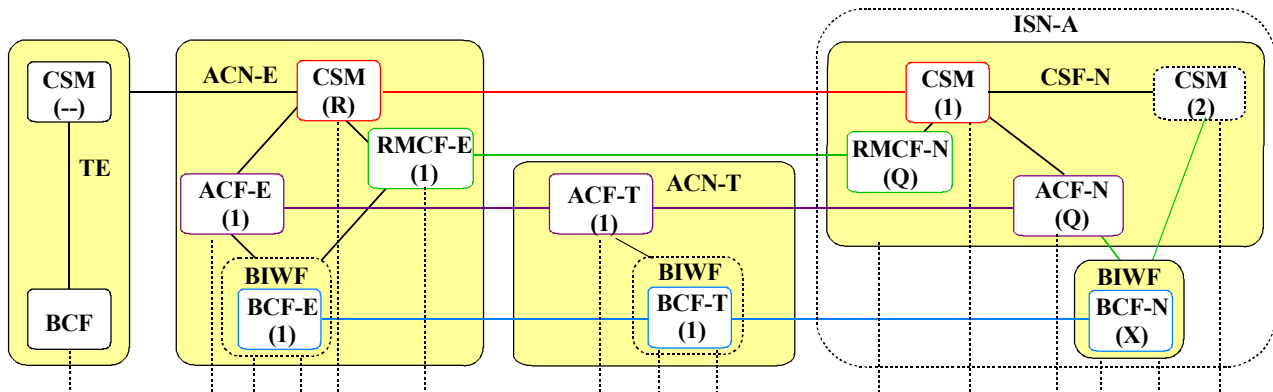 ISN-A
CSM
(--)
TE
BCF
ACN-E
CSM
(R)
RMCF-E
(1)
ACF-E
(1)
BIWF
BCF-E
(1)
ACN-T
ACF-T
(1)
BIWF
BCF-T
(1)
CSM
(1)
CSF-N
CSM
(2)
RMCF-N
(Q)
ACF-N
(Q)
BIWF
BCF-N
(X)